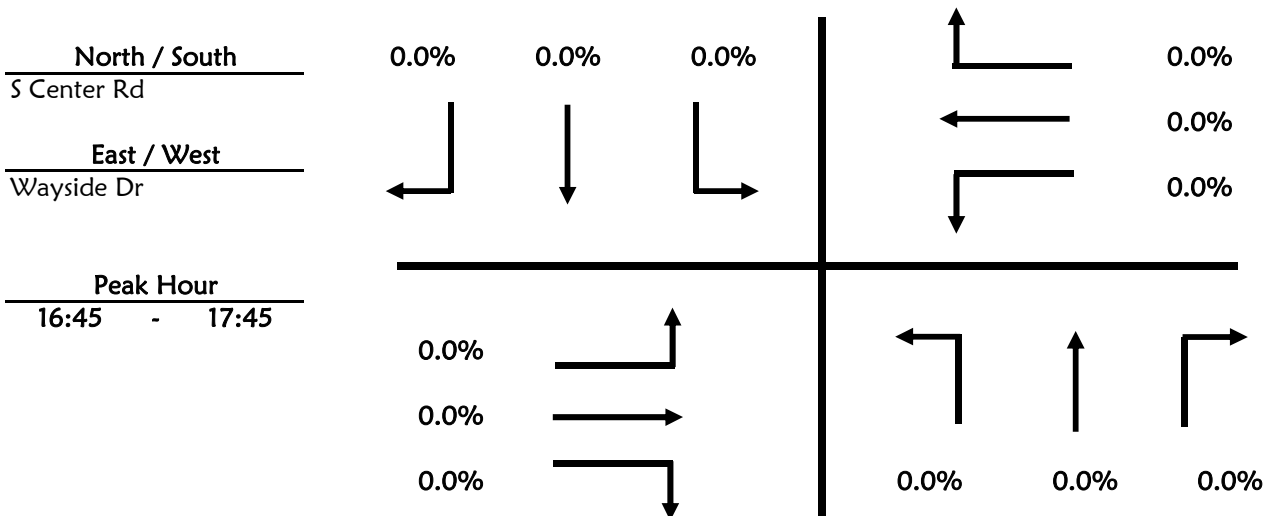 North / South
S Center Rd
East / West
Wayside Dr
Peak Hour
16:45 - 17:45
0.0% 0.0% 0.0%
0.0%
0.0%
0.0%
0.0%
0.0%
0.0%
0.0% 0.0% 0.0%